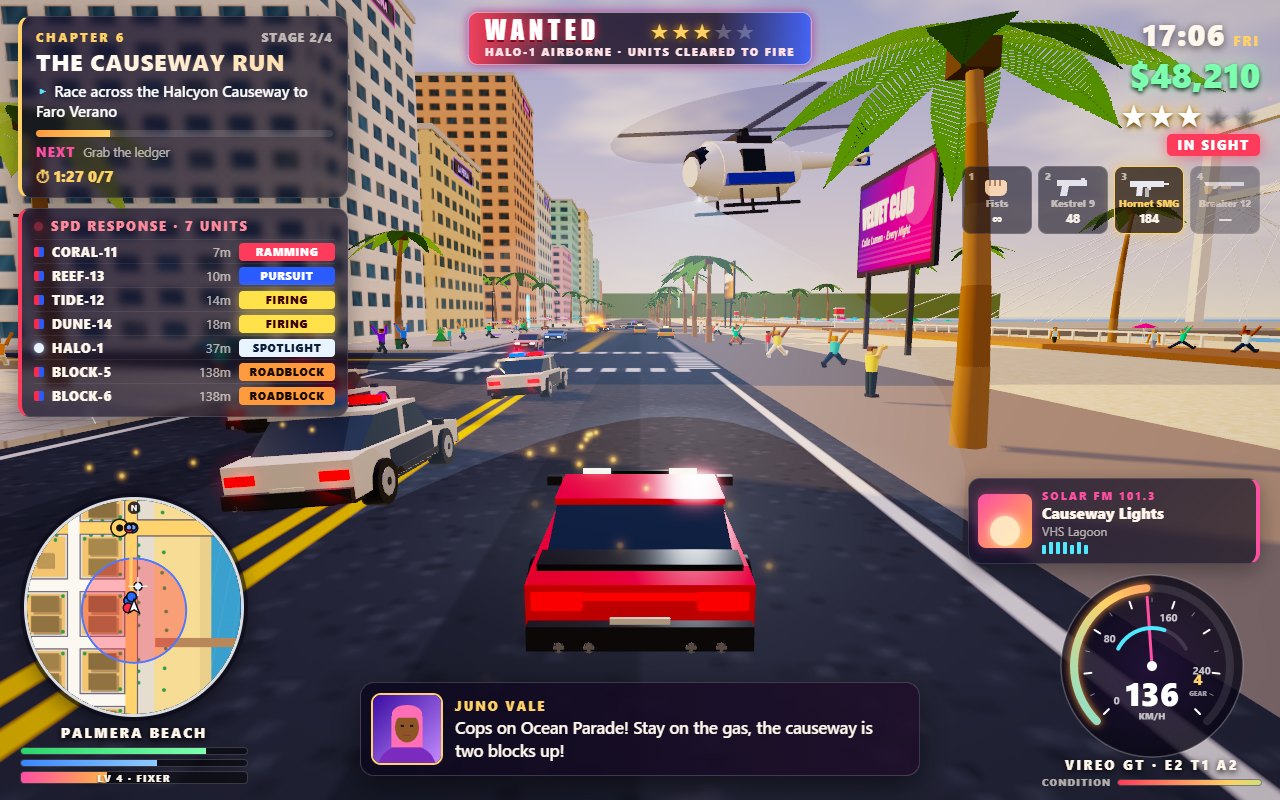 CHAPTER 6
STAGE 2/4
THE CAUSEWAY RUN
Race across the Halcyon Causeway to
Faro Verano
NEXT Grab the ledger
1:27 0/7
SPD RESPONSE · 7 UNITS
CORAL-11 7m RAMMING
REEF-13 10m PURSUIT
TIDE-12 14m FIRING
DUNE-14 18m FIRING
HALO-1 37m SPOTLIGHT
BLOCK-5 138m ROADBLOCK
BLOCK-6 138m ROADBLOCK
WANTED
HALO-1 AIRBORNE · UNITS CLEARED TO FIRE
17:06 FRI
$48,210
IN SIGHT
1 Fists ∞
2 Kestrel 9 48
3 Hornet SMG 184
4 Breaker 12 —
VELVET CLUB
Every Night
SOLAR FM 101.3
Causeway Lights
VHS Lagoon
N
PALMERA BEACH
LV 4 · FIXER
JUNO VALE
Cops on Ocean Parade! Stay on the gas, the causeway is
two blocks up!
0 80 160 240
4
GEAR
136
KM/H
VIREO GT · E2 T1 A2
CONDITION